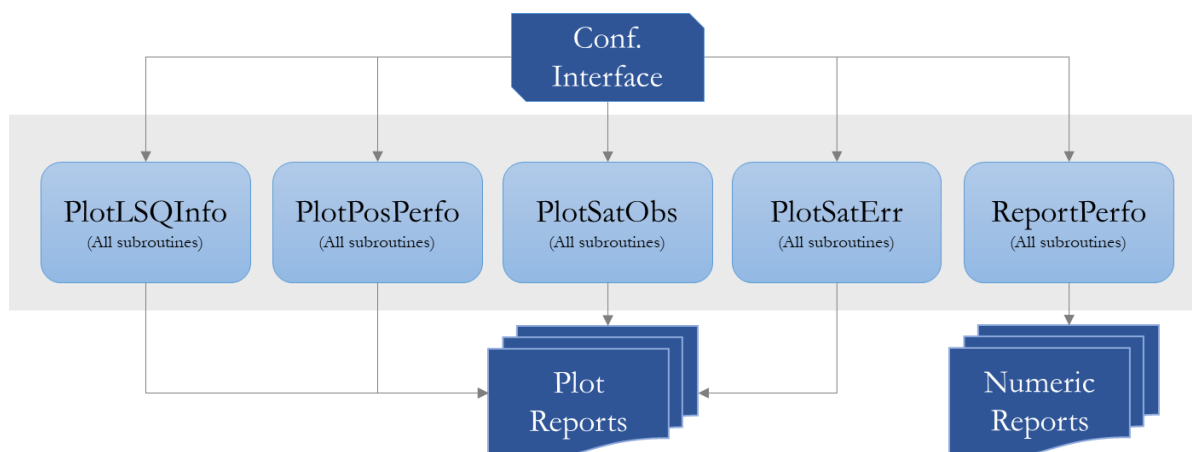 Conf.
Interface
PlotLSQInfo
(All subroutines)
PlotPosPerfo
(All subroutines)
PlotSatObs
(All subroutines)
PlotSatErr
(All subroutines)
ReportPerfo
(All subroutines)
Plot
Reports
Numeric
Reports